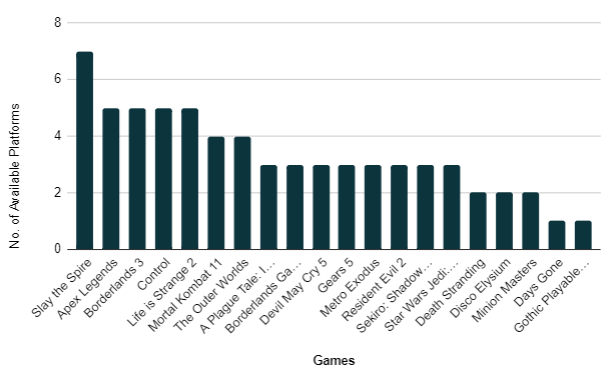 8
6
4
2
0
No. of Available Platforms
Slay the Spire
Apex Legends
Borderlands 3
Control
Life is Strange 2
Mortal Kombat 11
The Outer Worlds
A Plague Tale: I…
Borderlands Ga…
Devil May Cry 5
Gears 5
Metro Exodus
Resident Evil 2
Sekiro: Shadow…
Star Wars Jedi:…
Death Stranding
Disco Elysium
Minion Masters
Days Gone
Gothic Playable…
Games